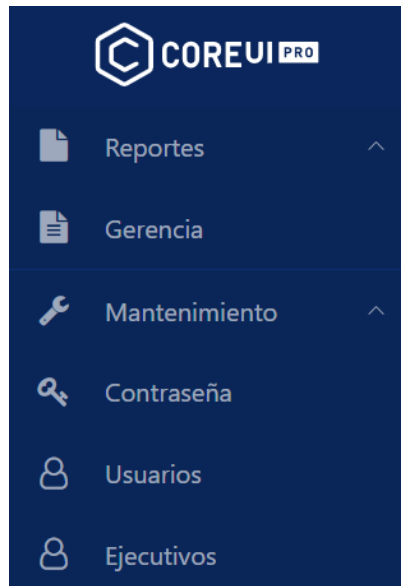 COREUI PRO
Reportes
Gerencia
Mantenimiento
Contraseña
Usuarios
Ejecutivos